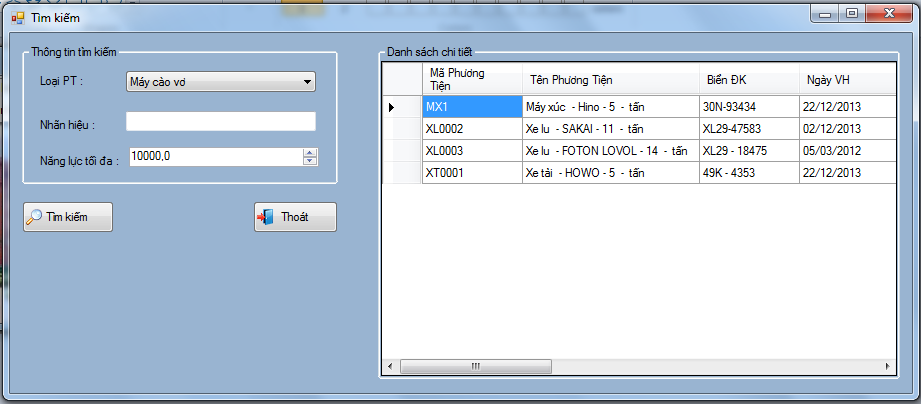 Tìm kiếm
Thông tin tìm kiếm
Loại PT :
Máy cào vơ
Nhãn hiệu :
Năng lực tối đa :
10000,0
Tìm kiếm
Thoát
Danh sách chi tiết
Mã Phương Tiện Tên Phương Tiện Biển ĐK Ngày VH
MX1 Máy xúc - Hino - 5 - tấn 30N-93434 22/12/2013
XL0002 Xe lu - SAKAI - 11 - tấn XL29-47583 02/12/2013
XL0003 Xe lu - FOTON LOVOL - 14 - tấn XL29 - 18475 05/03/2012
XT0001 Xe tải - HOWO - 5 - tấn 49K - 4353 22/12/2013